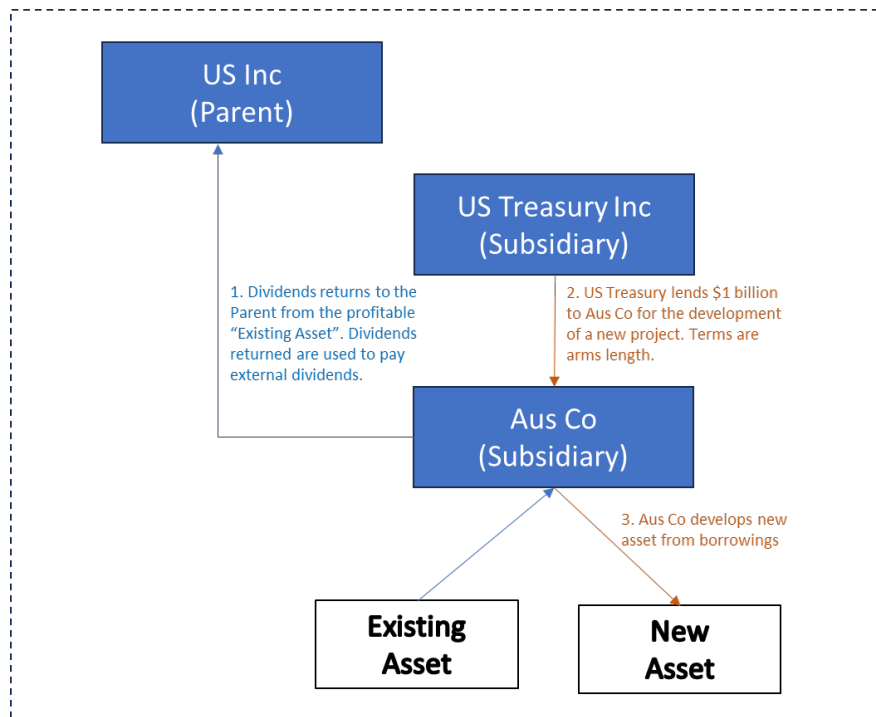 US Inc
(Parent)
US Treasury Inc
(Subsidiary)
1. Dividends returns to the
Parent from the profitable
“Existing Asset”. Dividends
returned are used to pay
external dividends.
2. US Treasury lends $1 billion
to Aus Co for the development
of a new project. Terms are
arms length.
Aus Co
(Subsidiary)
3. Aus Co develops new
asset from borrowings
Existing
Asset
New
Asset